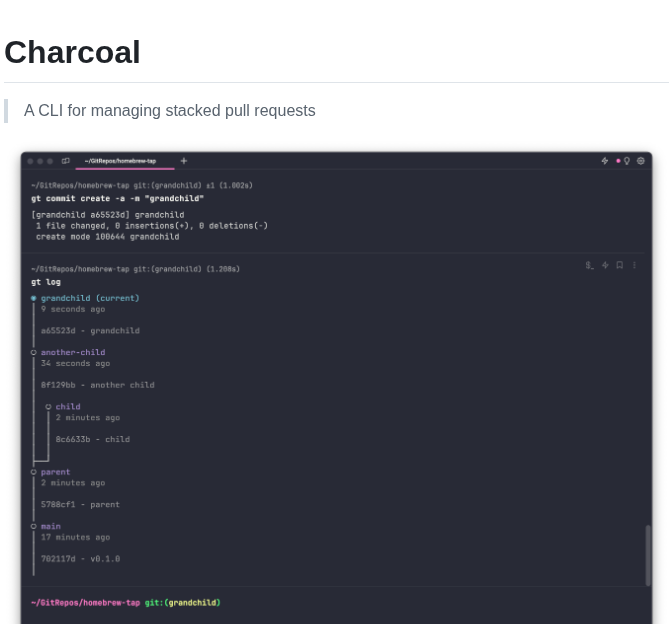 Charcoal
A CLI for managing stacked pull requests
~/GitRepos/homebrew-tap
~/GitRepos/homebrew-tap git:(grandchild) ±1 (1.002s)
gt commit create -a -m "grandchild"
[grandchild a65523d] grandchild
1 file changed, 0 insertions(+), 0 deletions(-)
create mode 100644 grandchild
~/GitRepos/homebrew-tap git:(grandchild) (1.208s)
gt log
grandchild (current)
9 seconds ago
a65523d - grandchild
another-child
34 seconds ago
8f129bb - another child
child
2 minutes ago
8c6633b - child
parent
2 minutes ago
5788cf1 - parent
main
17 minutes ago
702117d - v0.1.0
~/GitRepos/homebrew-tap git:(grandchild)